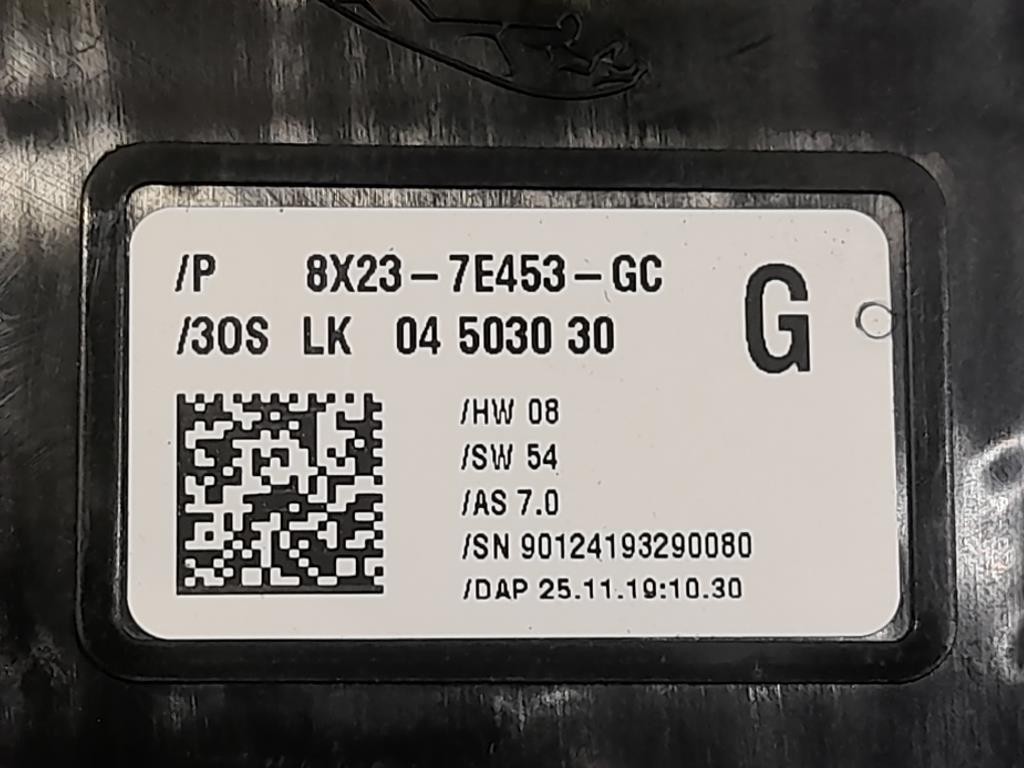 /P 8X23-7E453-GC
G
/30S LK 04 5030 30
/HW 08
/SW 54
/AS 7.0
/SN 90124193290080
/DAP 25.11.19:10.30